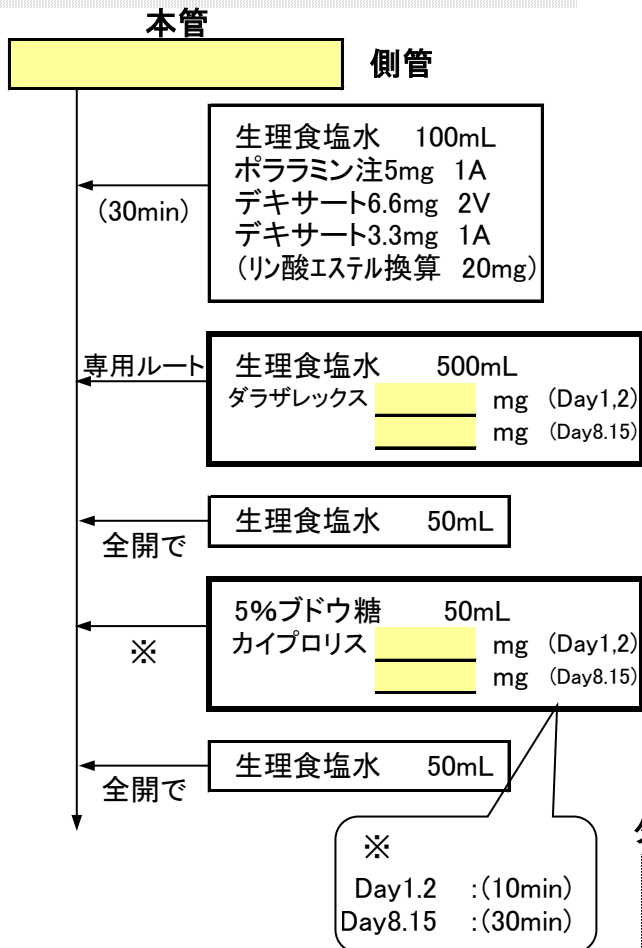 本管
側管
生理食塩水 100mL
ポララミン注5mg 1A
デキサート6.6mg 2V
デキサート3.3mg 1A
(リン酸エステル換算 20mg)
(30min)
専用ルート
生理食塩水 500mL
ダラザレックス mg (Day1,2)
mg (Day8.15)
生理食塩水 50mL
全開で
5%ブドウ糖 50mL
カイプロリス mg (Day1,2)
mg (Day8.15)
※
生理食塩水 50mL
全開で
※
Day1.2 :(10min)
Day8.15 :(30min)